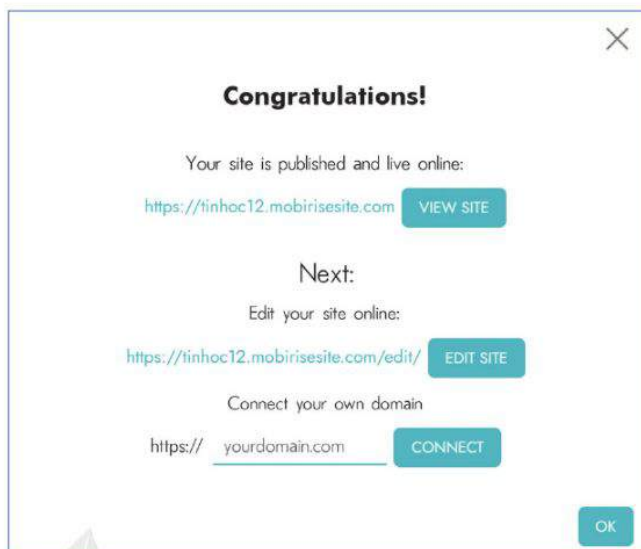 Congratulations!
Your site is published and live online:
https://tinhoc12.mobirisesite.com VIEW SITE
Next:
Edit your site online:
https://tinhoc12.mobirisesite.com/edit/ EDIT SITE
Connect your own domain
https:// yourdomain.com CONNECT
OK